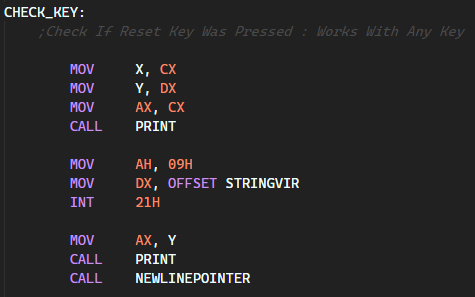 CHECK_KEY:
;Check If Reset Key Was Pressed : Works With Any Key
MOV X, CX
MOV Y, DX
MOV AX, CX
CALL PRINT
MOV AH, 09H
MOV DX, OFFSET STRINGVIR
INT 21H
MOV AX, Y
CALL PRINT
CALL NEWLINEPOINTER